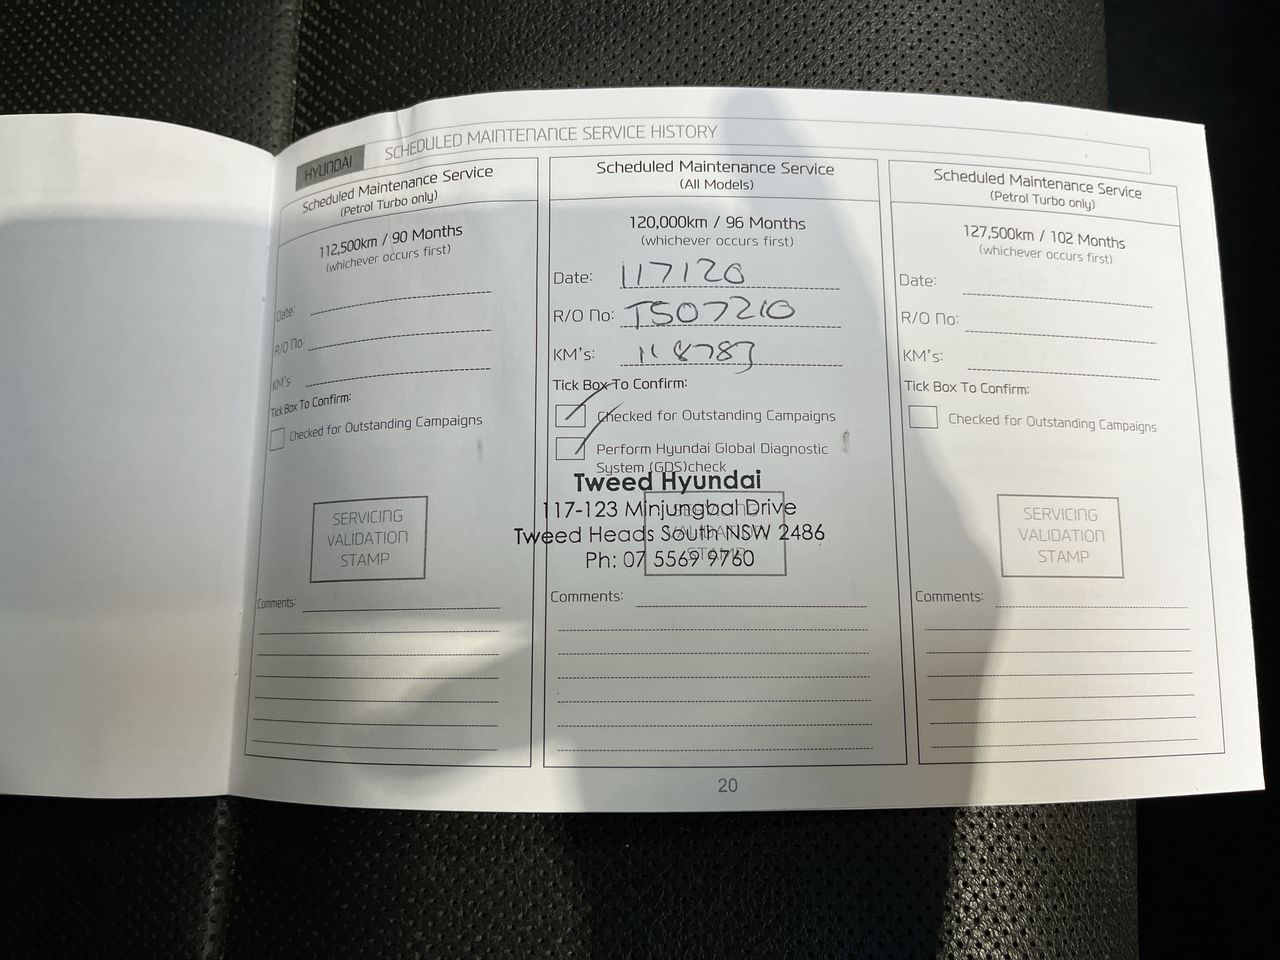 HYUNDAI
SCHEDULED MAINTENANCE SERVICE HISTORY
Scheduled Maintenance Service
(Petrol Turbo only)
112,500km / 90 Months
(whichever occurs first)
Date:
R/O No:
KM's:
Tick Box To Confirm:
Checked for Outstanding Campaigns
SERVICING
VALIDATION
STAMP
Comments:
Scheduled Maintenance Service
(All Models)
120,000km / 96 Months
(whichever occurs first)
Date: 117120
R/O No: TS07210
KM's: 118783
Tick Box To Confirm:
Checked for Outstanding Campaigns
Perform Hyundai Global Diagnostic
System (GDS)check
Tweed Hyundai
117-123 Minjungbal Drive
Tweed Heads South NSW 2486
Ph: 07 5569 9760
SERVICING
VALIDATION
STAMP
Comments:
Scheduled Maintenance Service
(Petrol Turbo only)
127,500km / 102 Months
(whichever occurs first)
Date:
R/O No:
KM's:
Tick Box To Confirm:
Checked for Outstanding Campaigns
SERVICING
VALIDATION
STAMP
Comments:
20